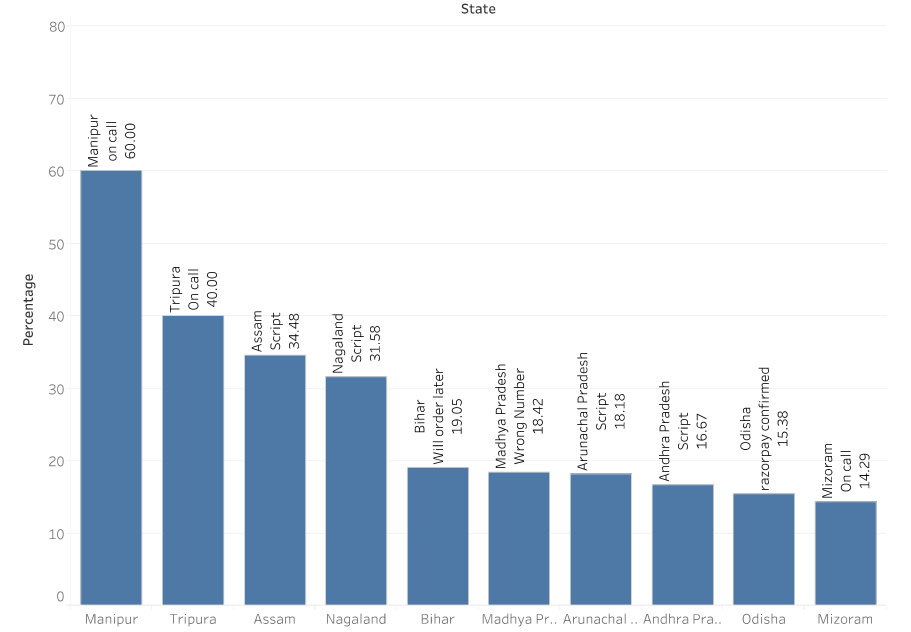 State
80
70
60
50
40
30
20
10
0
Percentage
Manipur
on call
60.00
Tripura
On call
40.00
Assam
Script
34.48
Nagaland
Script
31.58
Bihar
Will order later
19.05
Madhya Pradesh
Wrong Number
18.42
Arunachal Pradesh
Script
18.18
Andhra Pradesh
Script
16.67
Odisha
razorpay confirmed
15.38
Mizoram
On call
14.29
Manipur
Tripura
Assam
Nagaland
Bihar
Madhya Pr..
Arunachal ..
Andhra Pra..
Odisha
Mizoram